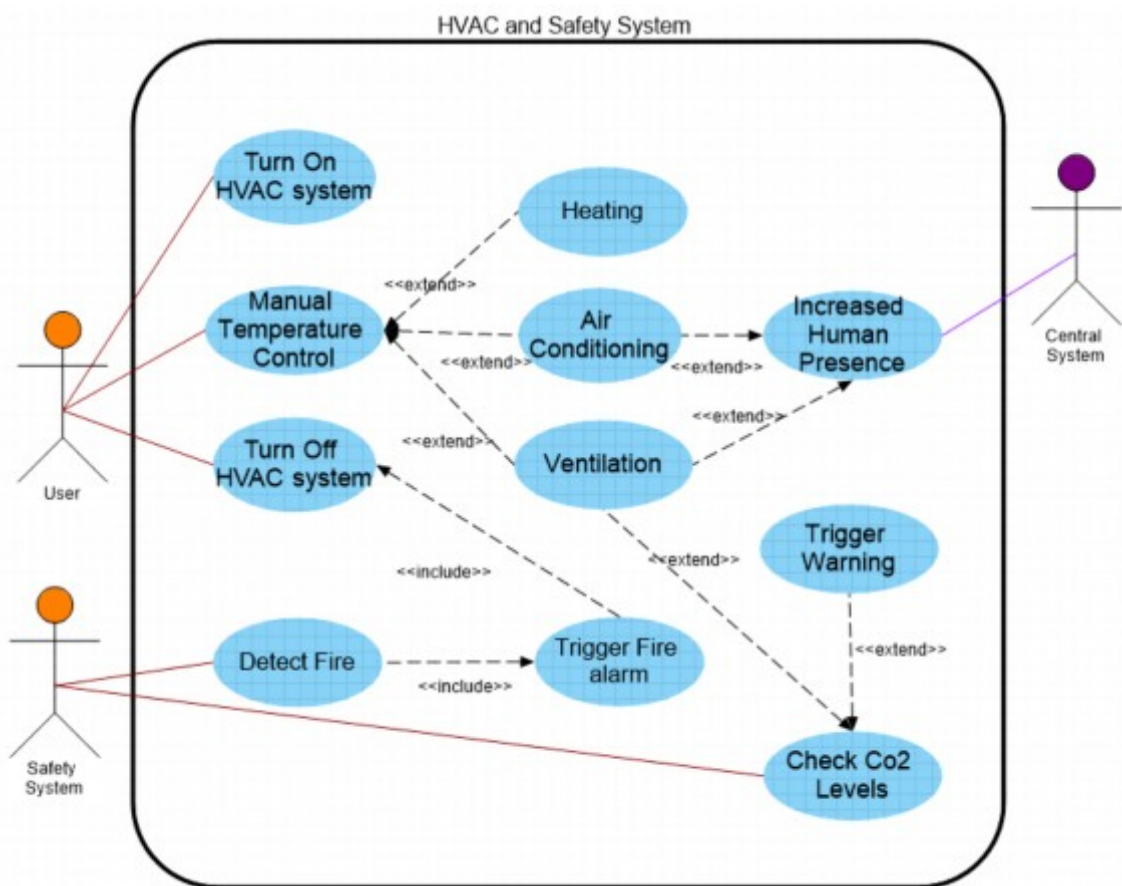 HVAC and Safety System
Turn On
HVAC system
Heating
<<extend>>
Manual
Temperature
Control
Air
Conditioning
Increased
Human
Presence
<<extend>>
<<extend>>
Central
System
<<extend>>
<<extend>>
Turn Off
HVAC system
Ventilation
User
<<extend>>
Trigger
Warning
<<include>>
Detect Fire
Trigger Fire
alarm
<<extend>>
<<include>>
Safety
System
Check Co2
Levels